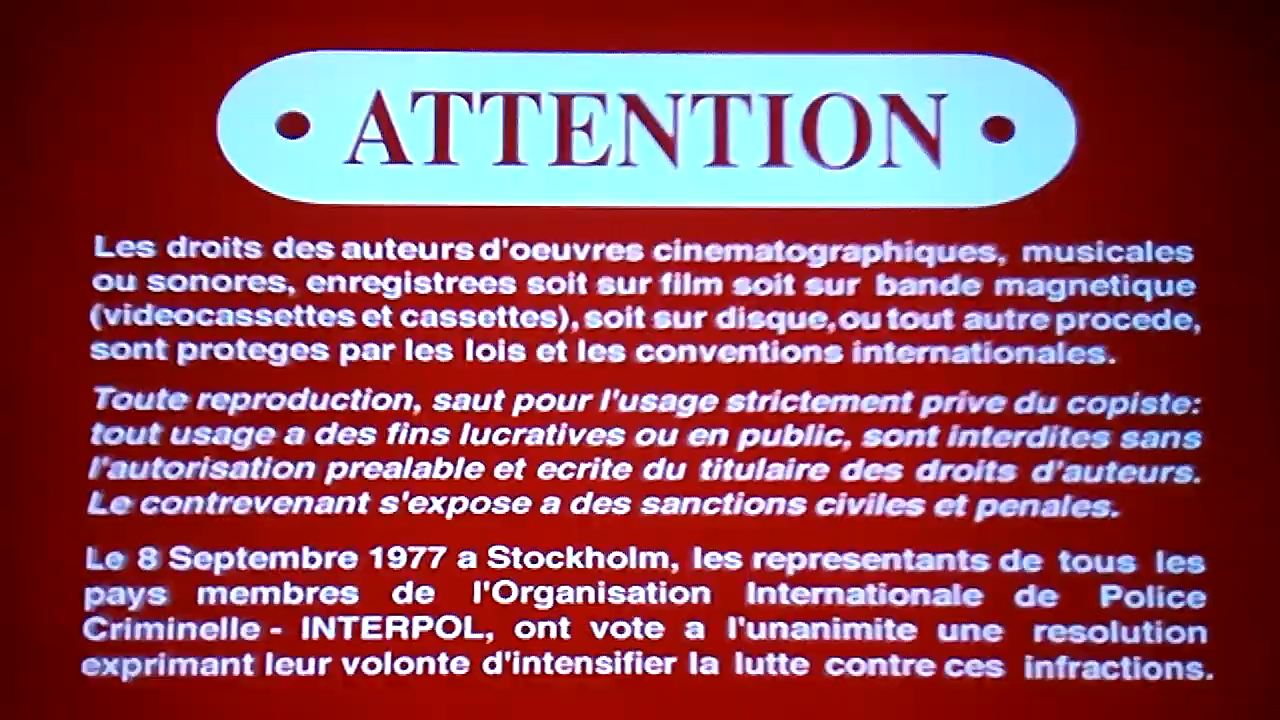 • ATTENTION •
Les droits des auteurs d'oeuvres cinematographiques, musicales
ou sonores, enregistrees soit sur film soit sur bande magnetique
(videocassettes et cassettes), soit sur disque, ou tout autre procede,
sont proteges par les lois et les conventions internationales.
Toute reproduction, saut pour l'usage strictement prive du copiste:
tout usage a des fins lucratives ou en public, sont interdites sans
l'autorisation prealable et ecrite du titulaire des droits d'auteurs.
Le contrevenant s'expose a des sanctions civiles et penales.
Le 8 Septembre 1977 a Stockholm, les representants de tous les
pays membres de l'Organisation Internationale de Police
Criminelle - INTERPOL, ont vote a l'unanimite une resolution
exprimant leur volonte d'intensifier la lutte contre ces infractions.